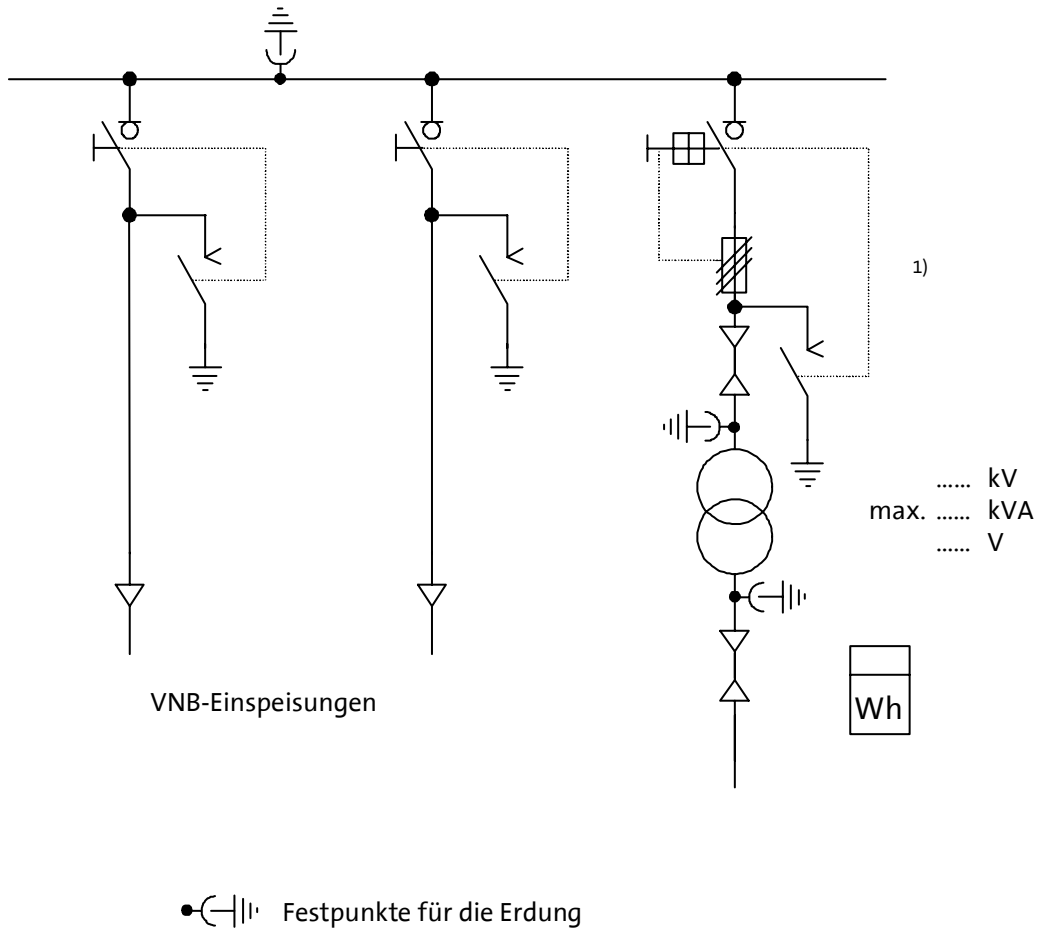 1)
...... kV
max. ...... kVA
...... V
VNB-Einspeisungen
Wh
Festpunkte für die Erdung